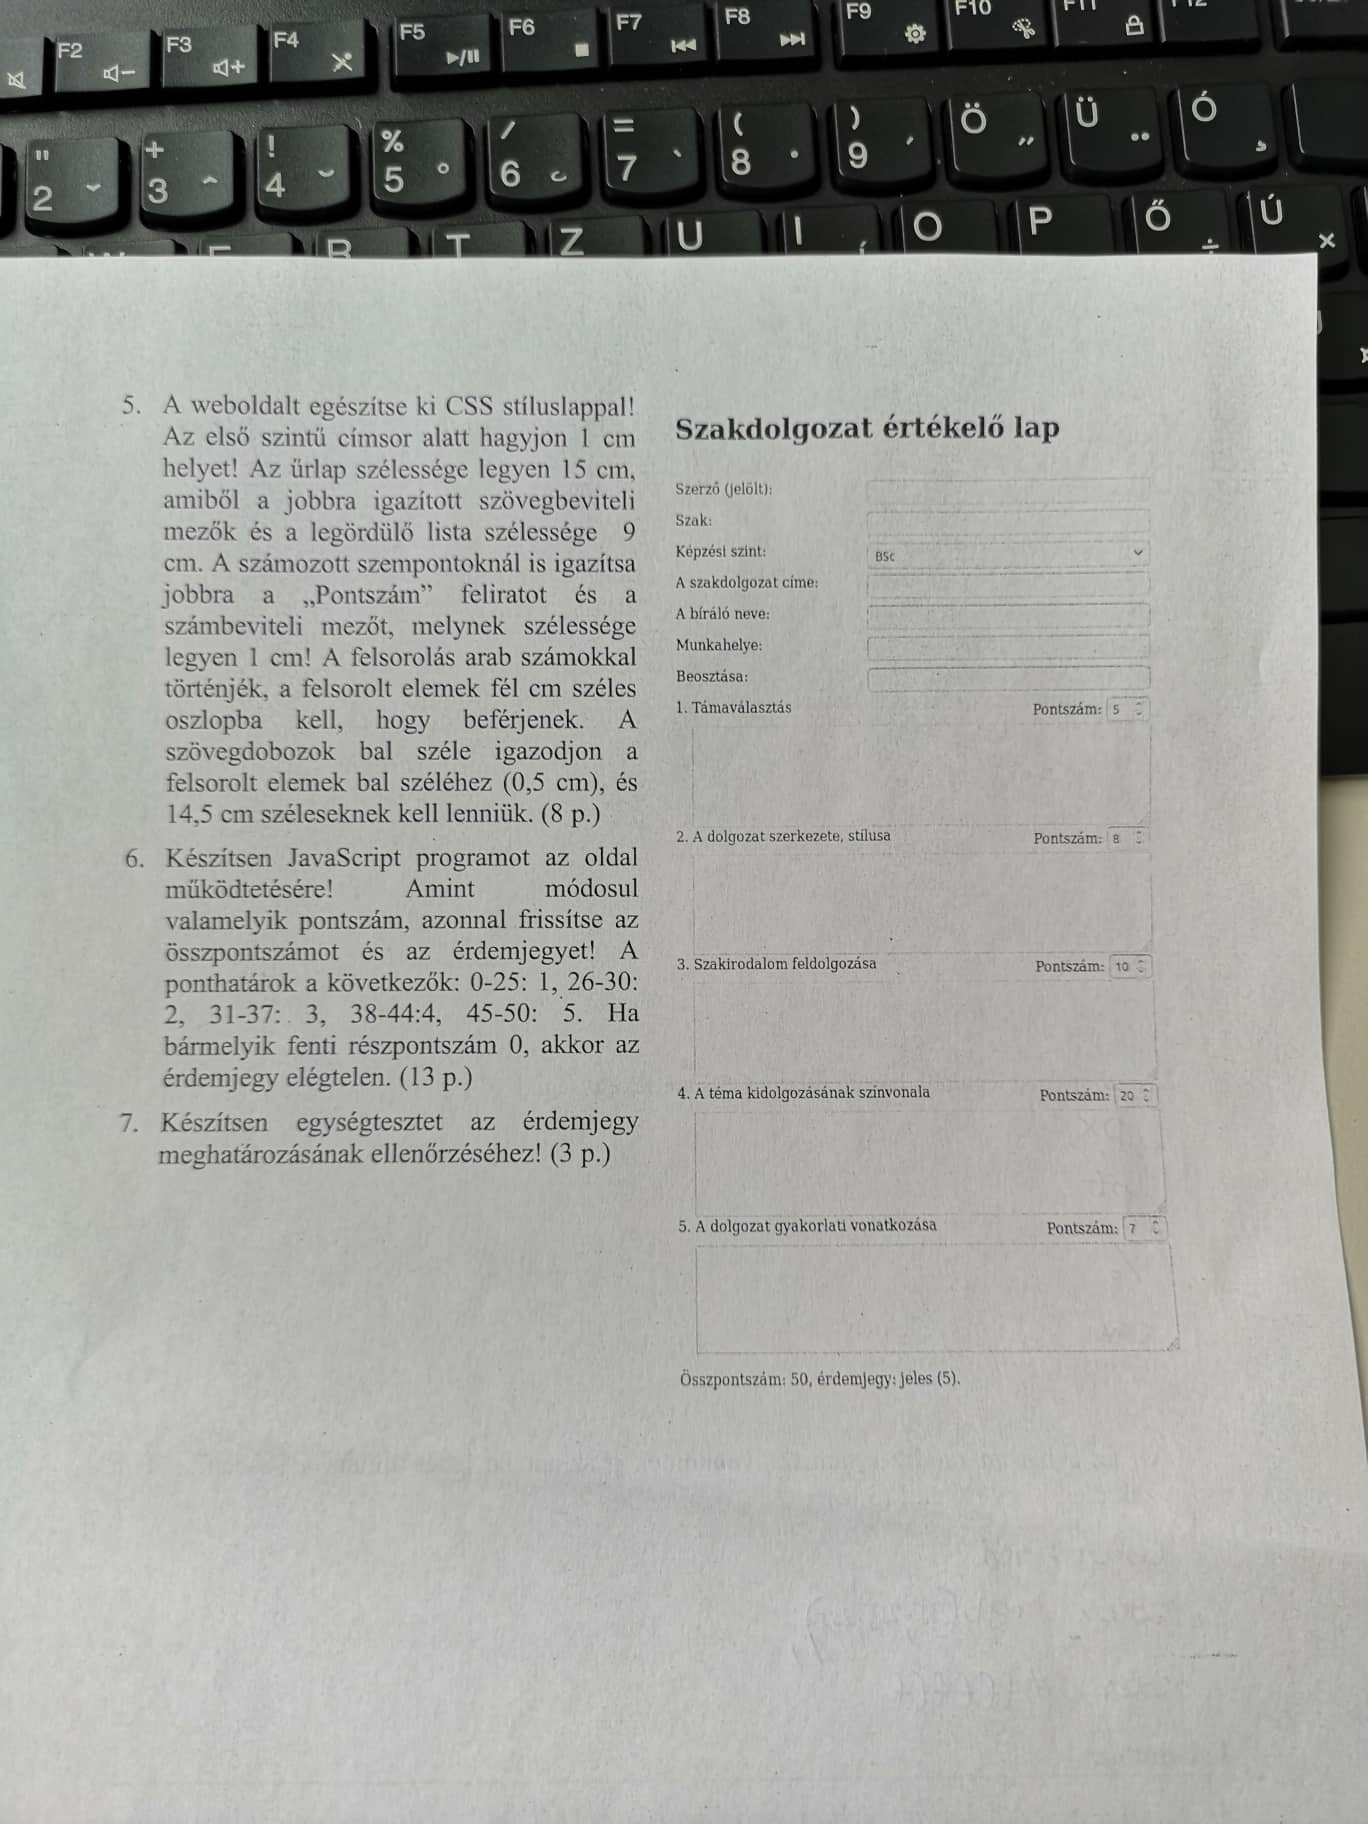 F2 F3 F4 F5 F6 F7 F8 F9 F10 F11 F12
" 2 + 3 ! 4 % 5 / 6 = 7 ( 8 ) 9 Ö Ü Ó
R T Z U I O P Ő Ú
5. A weboldalt egészítse ki CSS stíluslappal!
Az első szintű címsor alatt hagyjon 1 cm
helyet! Az űrlap szélessége legyen 15 cm,
amiből a jobbra igazított szövegbeviteli
mezők és a legördülő lista szélessége 9
cm. A számozott szempontoknál is igazítsa
jobbra a „Pontszám” feliratot és a
számbeviteli mezőt, melynek szélessége
legyen 1 cm! A felsorolás arab számokkal
történjék, a felsorolt elemek fél cm széles
oszlopba kell, hogy beférjenek. A
szövegdobozok bal széle igazodjon a
felsorolt elemek bal széléhez (0,5 cm), és
14,5 cm széleseknek kell lenniük. (8 p.)
6. Készítsen JavaScript programot az oldal
működtetésére! Amint módosul
valamelyik pontszám, azonnal frissítse az
összpontszámot és az érdemjegyet! A
ponthatárok a következők: 0-25: 1, 26-30:
2, 31-37: 3, 38-44:4, 45-50: 5. Ha
bármelyik fenti részpontszám 0, akkor az
érdemjegy elégtelen. (13 p.)
7. Készítsen egységtesztet az érdemjegy
meghatározásának ellenőrzéséhez! (3 p.)
Szakdolgozat értékelő lap
Szerző (jelölt):
Szak:
Képzési szint: BSc
A szakdolgozat címe:
A bíráló neve:
Munkahelye:
Beosztása:
1. Támaválasztás Pontszám: 5
2. A dolgozat szerkezete, stílusa Pontszám: 8
3. Szakirodalom feldolgozása Pontszám: 10
4. A téma kidolgozásának színvonala Pontszám: 20
5. A dolgozat gyakorlati vonatkozása Pontszám: 7
Összpontszám: 50, érdemjegy: jeles (5).